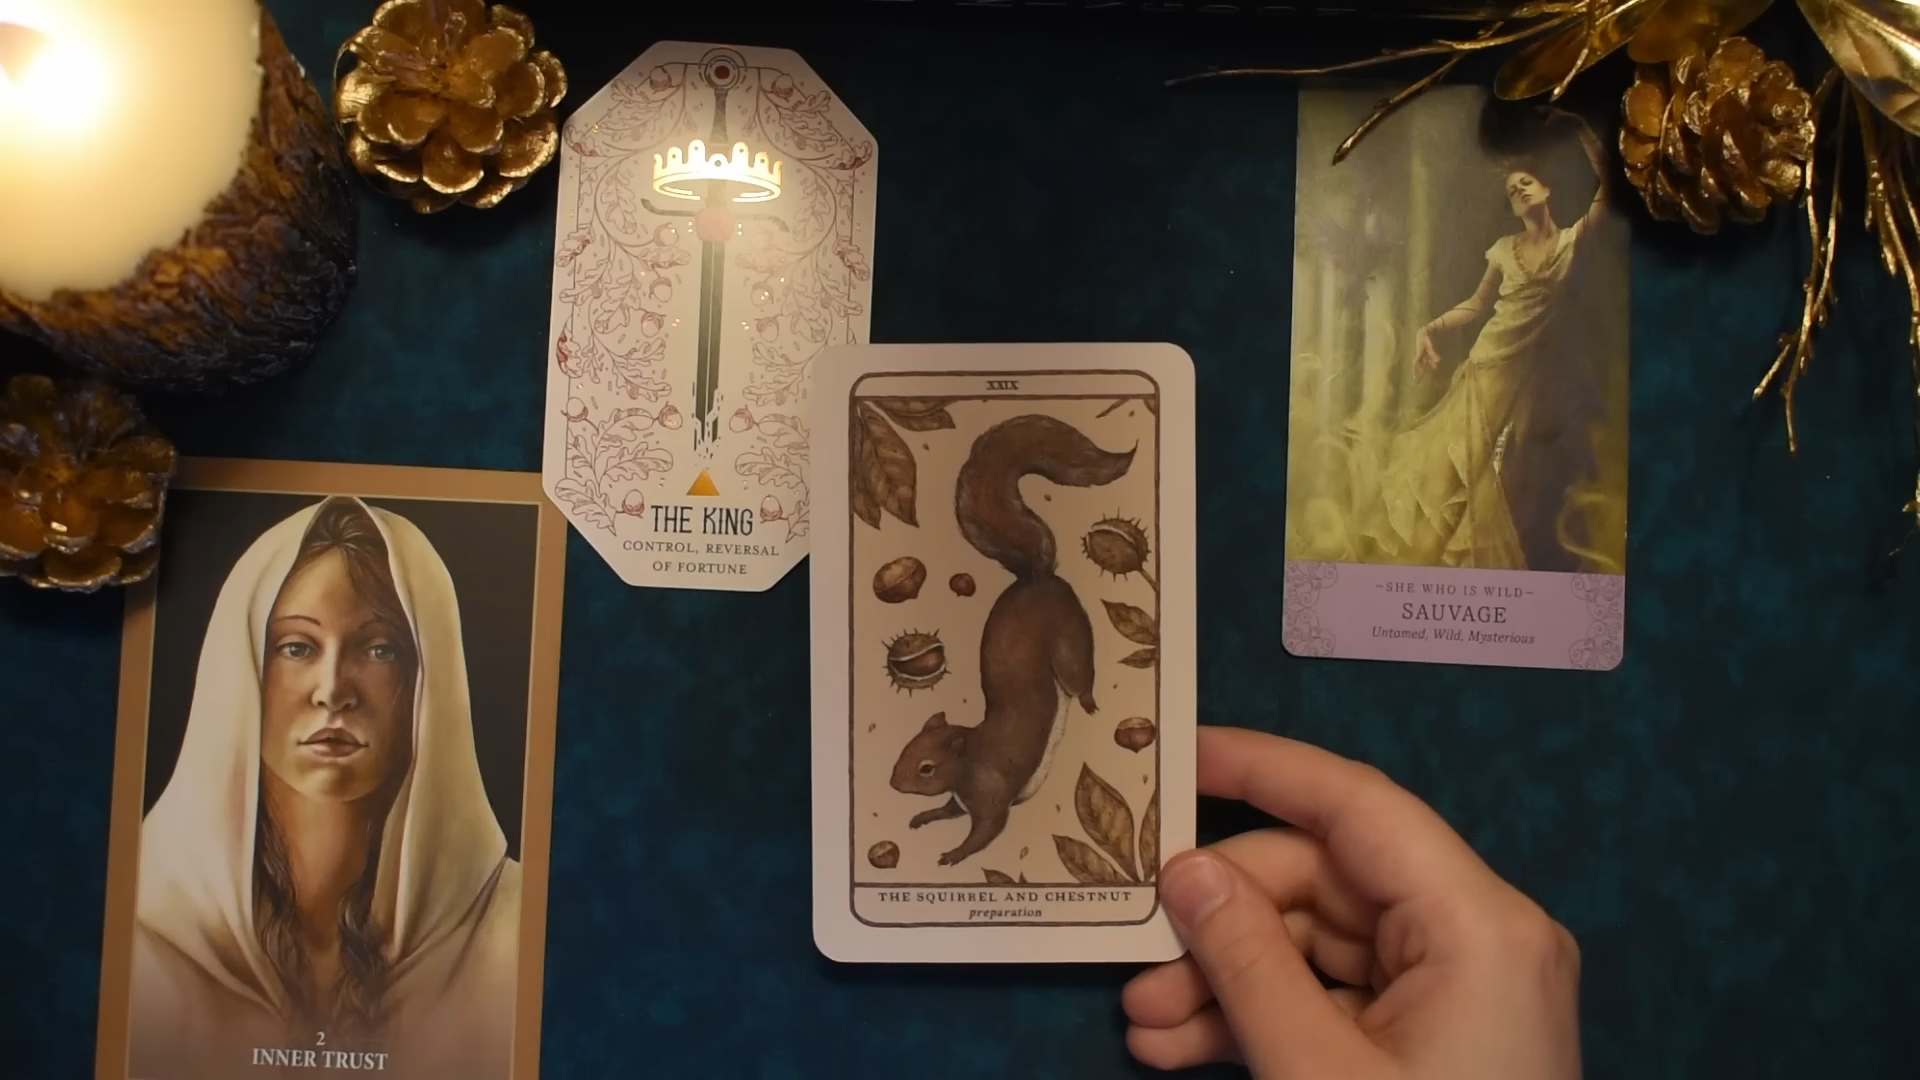 THE KING
CONTROL, REVERSAL
OF FORTUNE
XXIX
THE SQUIRREL AND CHESTNUT
preparation
~SHE WHO IS WILD~
SAUVAGE
Untamed, Wild, Mysterious
2
INNER TRUST